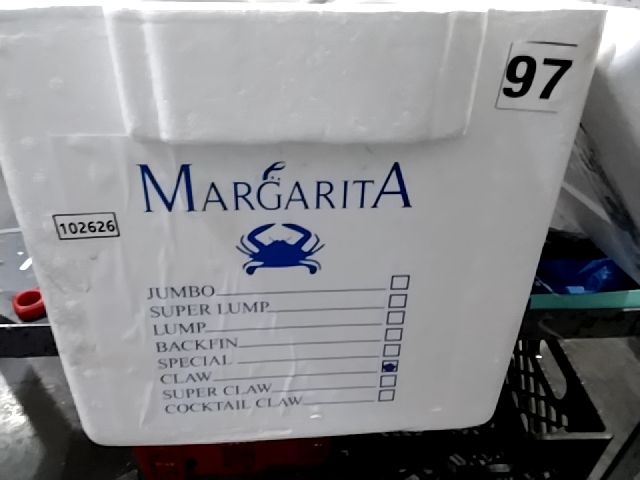 97
MARGARITA
102626
JUMBO
SUPER LUMP
LUMP
BACKFIN
SPECIAL
CLAW
SUPER CLAW
COCKTAIL CLAW